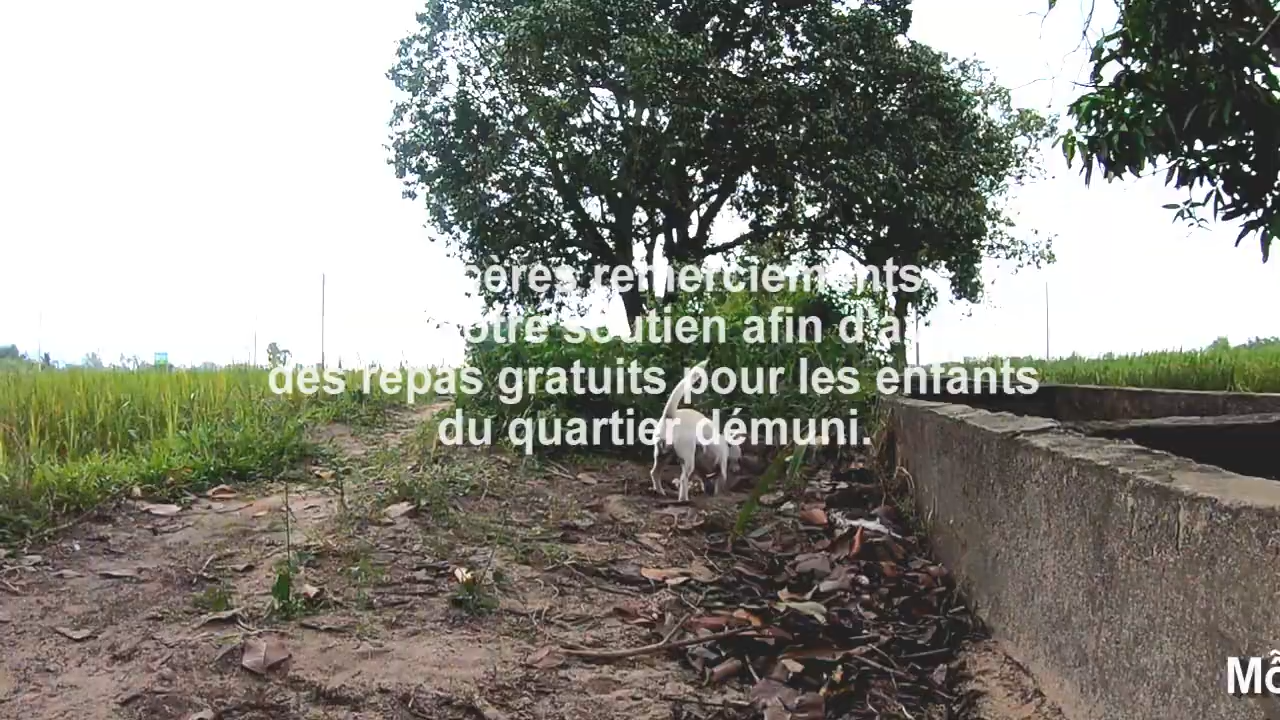 remerciements
soutien afin d'a
des repas gratuits pour les enfants
du quartier démuni.